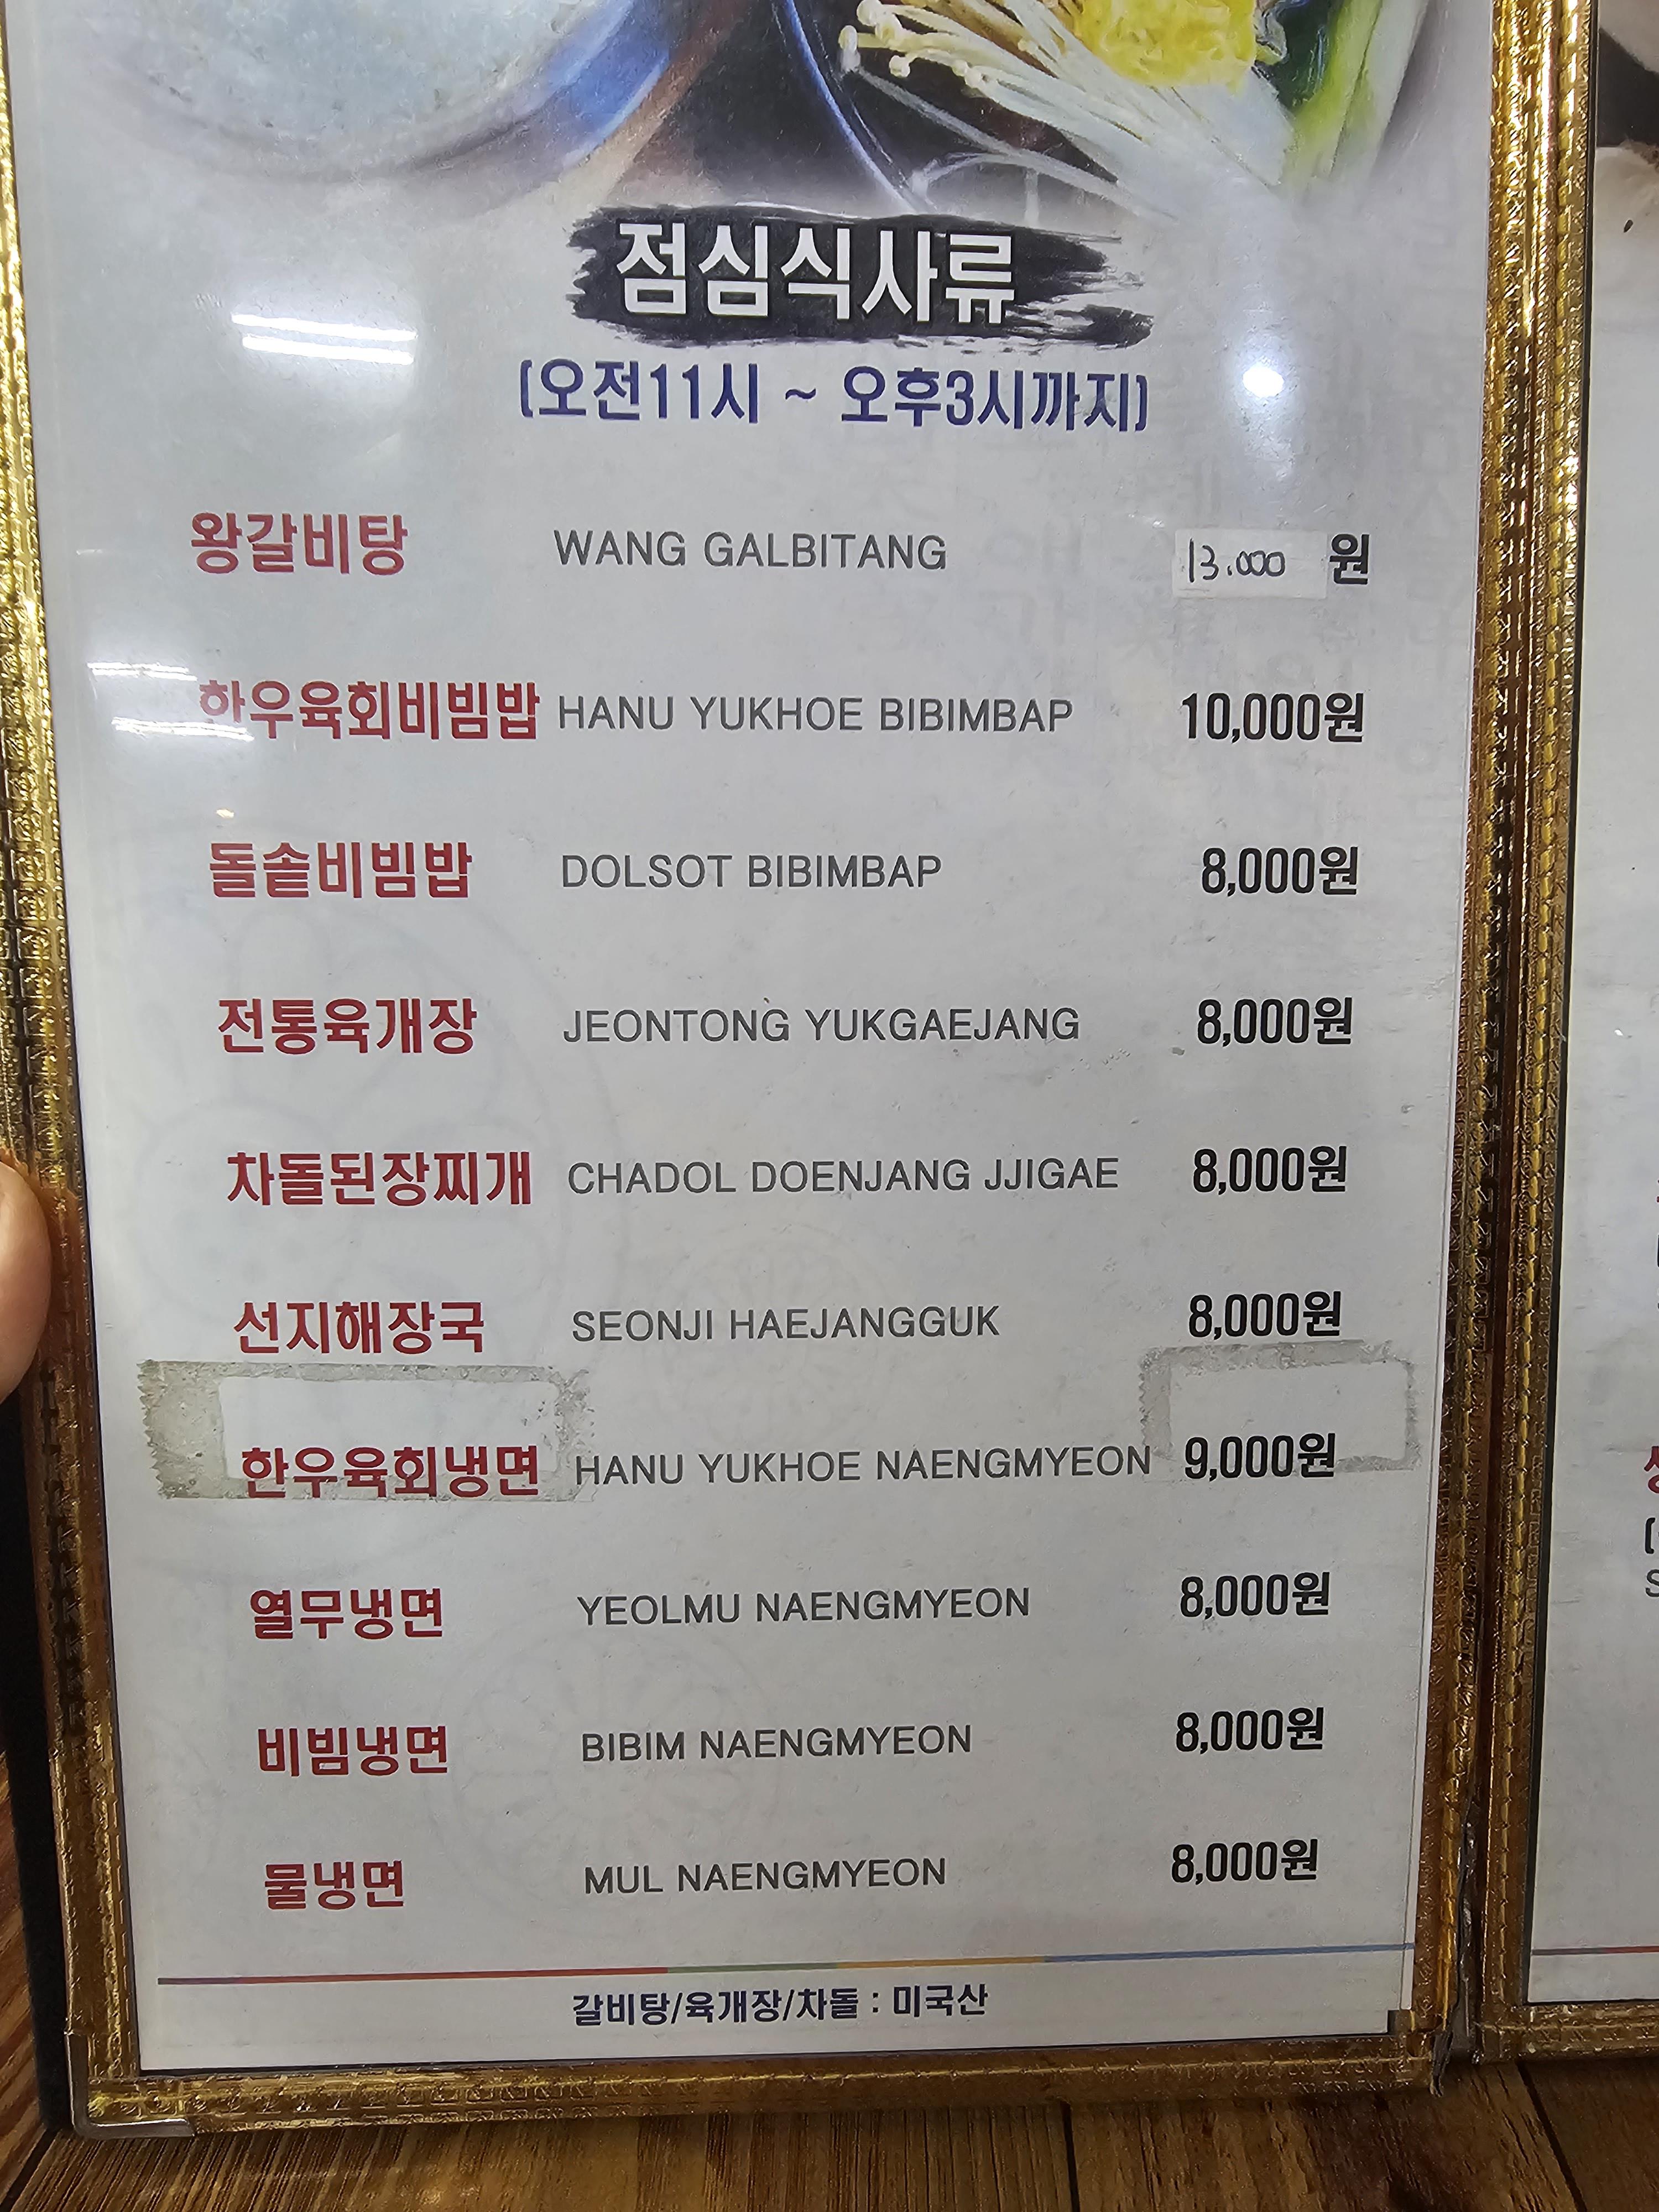 점심식사류
(오전11시 ~ 오후3시까지)
왕갈비탕 WANG GALBITANG 13.000 원
한우육회비빔밥 HANU YUKHOE BIBIMBAP 10,000원
돌솥비빔밥 DOLSOT BIBIMBAP 8,000원
전통육개장 JEONTONG YUKGAEJANG 8,000원
차돌된장찌개 CHADOL DOENJANG JJIGAE 8,000원
선지해장국 SEONJI HAEJANGGUK 8,000원
한우육회냉면 HANU YUKHOE NAENGMYEON 9,000원
열무냉면 YEOLMU NAENGMYEON 8,000원
비빔냉면 BIBIM NAENGMYEON 8,000원
물냉면 MUL NAENGMYEON 8,000원
갈비탕/육개장/차돌 : 미국산